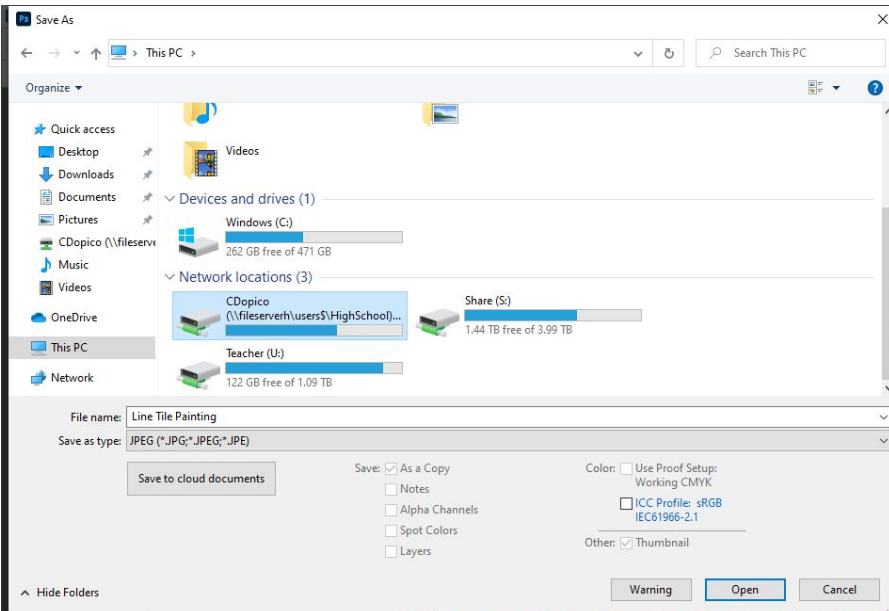 Ps Save As
This PC
Search This PC
Organize
Quick access
Desktop
Downloads
Documents
Pictures
CDopico (\\fileserve
Music
Videos
OneDrive
This PC
Network
Videos
Devices and drives (1)
Windows (C:)
262 GB free of 471 GB
Network locations (3)
CDopico
(\\fileserverh\users$\HighSchool)...
Share (S:)
1.44 TB free of 3.99 TB
Teacher (U:)
122 GB free of 1.09 TB
File name: Line Tile Painting
Save as type: JPEG (*.JPG;*.JPEG;*.JPE)
Save to cloud documents
Save: As a Copy
Notes
Alpha Channels
Spot Colors
Layers
Color: Use Proof Setup:
Working CMYK
ICC Profile: sRGB
IEC61966-2.1
Other: Thumbnail
Hide Folders
Warning
Open
Cancel